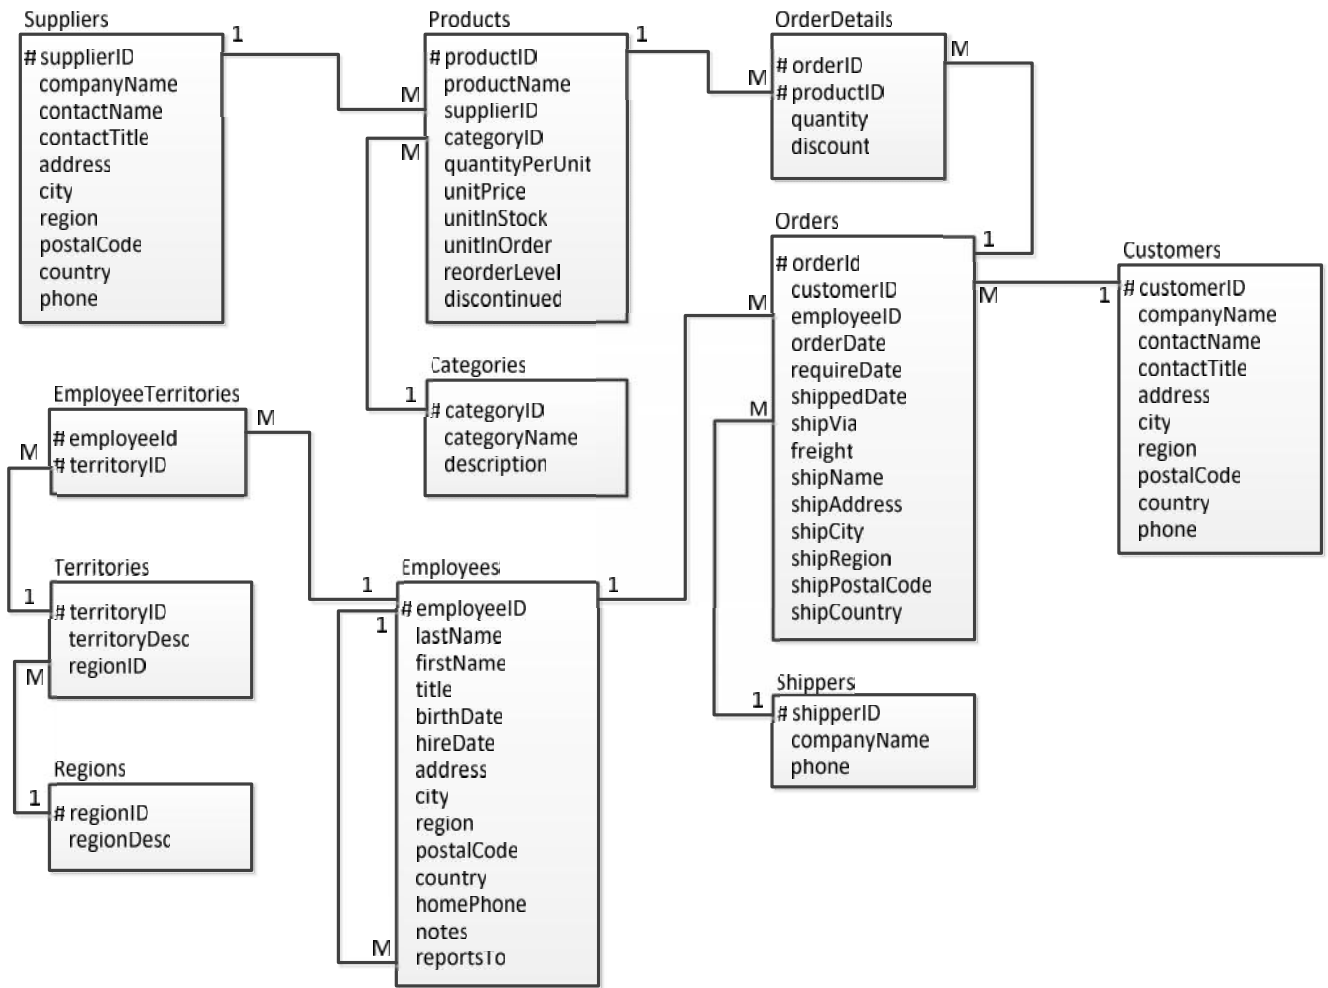 Suppliers
# supplierID
companyName
contactName
contactTitle
address
city
region
postalCode
country
phone
1
M
Products
# productID
productName
supplierID
categoryID
quantityPerUnit
unitPrice
unitInStock
unitInOrder
reorderLevel
discontinued
1
M
M
OrderDetails
# orderID
# productID
quantity
discount
M
1
Orders
# orderId
customerID
employeeID
orderDate
requireDate
shippedDate
shipVia
freight
shipName
shipAddress
shipCity
shipRegion
shipPostalCode
shipCountry
M
M
M
1
Customers
# customerID
companyName
contactName
contactTitle
address
city
region
postalCode
country
phone
Categories
1
# categoryID
categoryName
description
EmployeeTerritories
# employeeId
# territoryID
M
M
Territories
1
# territoryID
territoryDesc
regionID
M
Regions
1
# regionID
regionDesc
Employees
1
1
1
# employeeID
lastName
firstName
title
birthDate
hireDate
address
city
region
postalCode
country
homePhone
notes
reportsTo
M
Shippers
1
# shipperID
companyName
phone